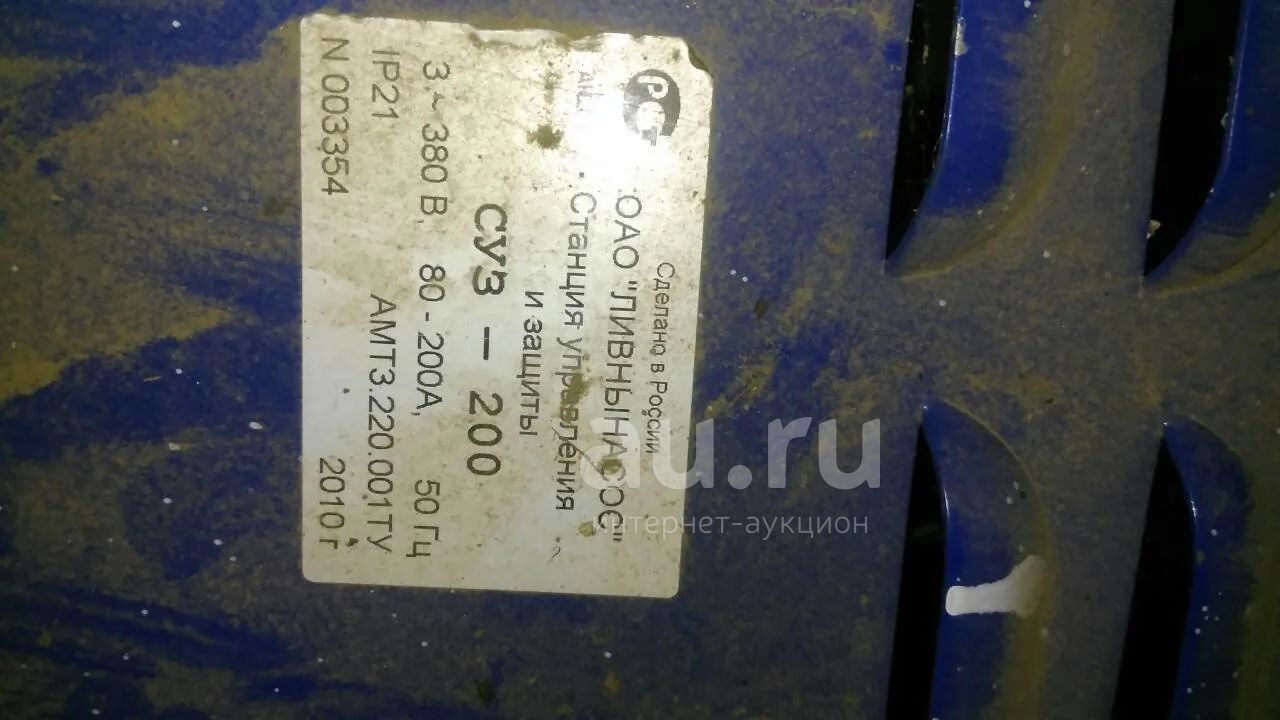 Сделано в России
РСТ
ОАО "ЛИВНЫНАСОС"
Станция управления
и защиты
СУЗ – 200
3,~380 В, 80 - 200А, 50 Гц
IP21 АМТ3.220.001ТУ
N 003354 2010 г
au.ru
интернет-аукцион